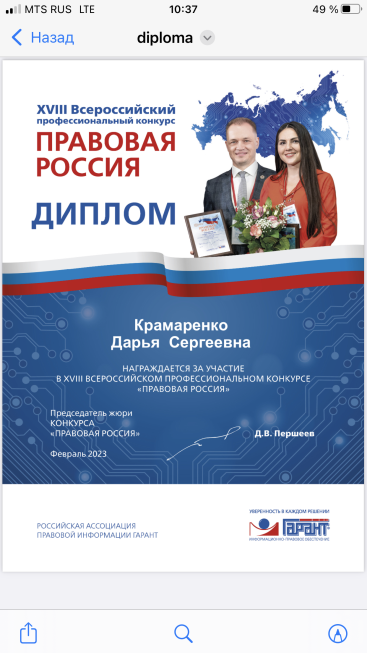 MTS RUS LTE
10:37
49 %
Назад
diploma
XVIII Всероссийский
профессиональный конкурс
ПРАВОВАЯ
РОССИЯ
ДИПЛОМ
Крамаренко
Дарья Сергеевна
НАГРАЖДАЕТСЯ ЗА УЧАСТИЕ
В XVIII ВСЕРОССИЙСКОМ ПРОФЕССИОНАЛЬНОМ КОНКУРСЕ
«ПРАВОВАЯ РОССИЯ»
Председатель жюри
КОНКУРСА
«ПРАВОВАЯ РОССИЯ»
Д.В. Першеев
Февраль 2023
РОССИЙСКАЯ АССОЦИАЦИЯ
ПРАВОВОЙ ИНФОРМАЦИИ ГАРАНТ
УВЕРЕННОСТЬ В КАЖДОМ РЕШЕНИИ
ГАРАНТ
ИНФОРМАЦИОННО-ПРАВОВОЕ ОБЕСПЕЧЕНИЕ